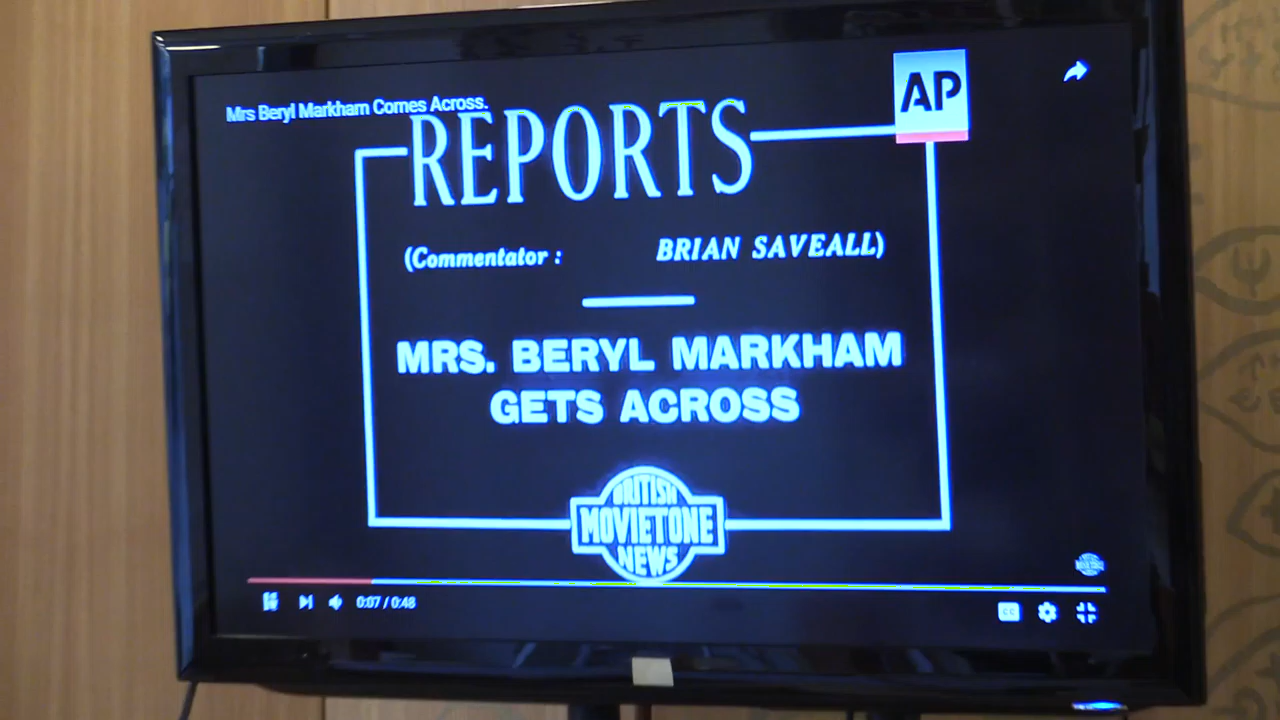 Mrs Beryl Markham Comes Across.
AP
REPORTS
(Commentator : BRIAN SAVEALL)
MRS. BERYL MARKHAM
GETS ACROSS
BRITISH
MOVIETONE
NEWS
0:07 / 0:48
CC